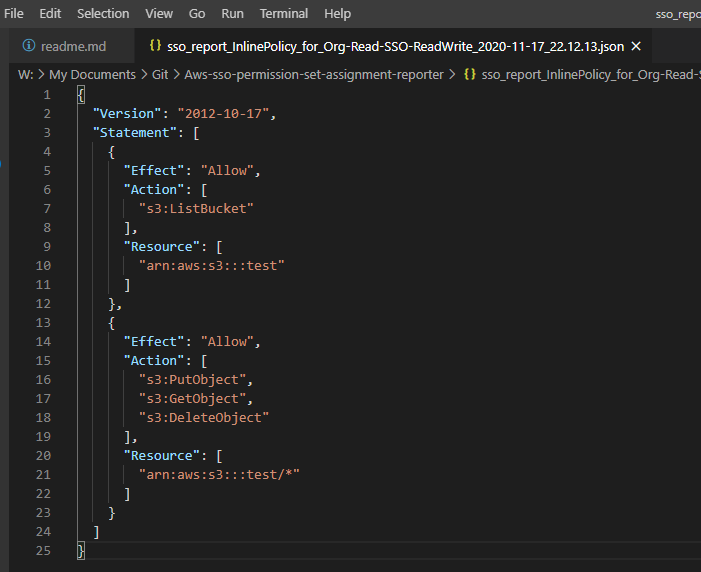 File Edit Selection View Go Run Terminal Help sso_repo
readme.md {} sso_report_InlinePolicy_for_Org-Read-SSO-ReadWrite_2020-11-17_22.12.13.json ×
W: > My Documents > Git > Aws-sso-permission-set-assignment-reporter > {} sso_report_InlinePolicy_for_Org-Read-S
1 {
2 "Version": "2012-10-17",
3 "Statement": [
4 {
5 "Effect": "Allow",
6 "Action": [
7 "s3:ListBucket"
8 ],
9 "Resource": [
10 "arn:aws:s3:::test"
11 ]
12 },
13 {
14 "Effect": "Allow",
15 "Action": [
16 "s3:PutObject",
17 "s3:GetObject",
18 "s3:DeleteObject"
19 ],
20 "Resource": [
21 "arn:aws:s3:::test/*"
22 ]
23 }
24 ]
25 }